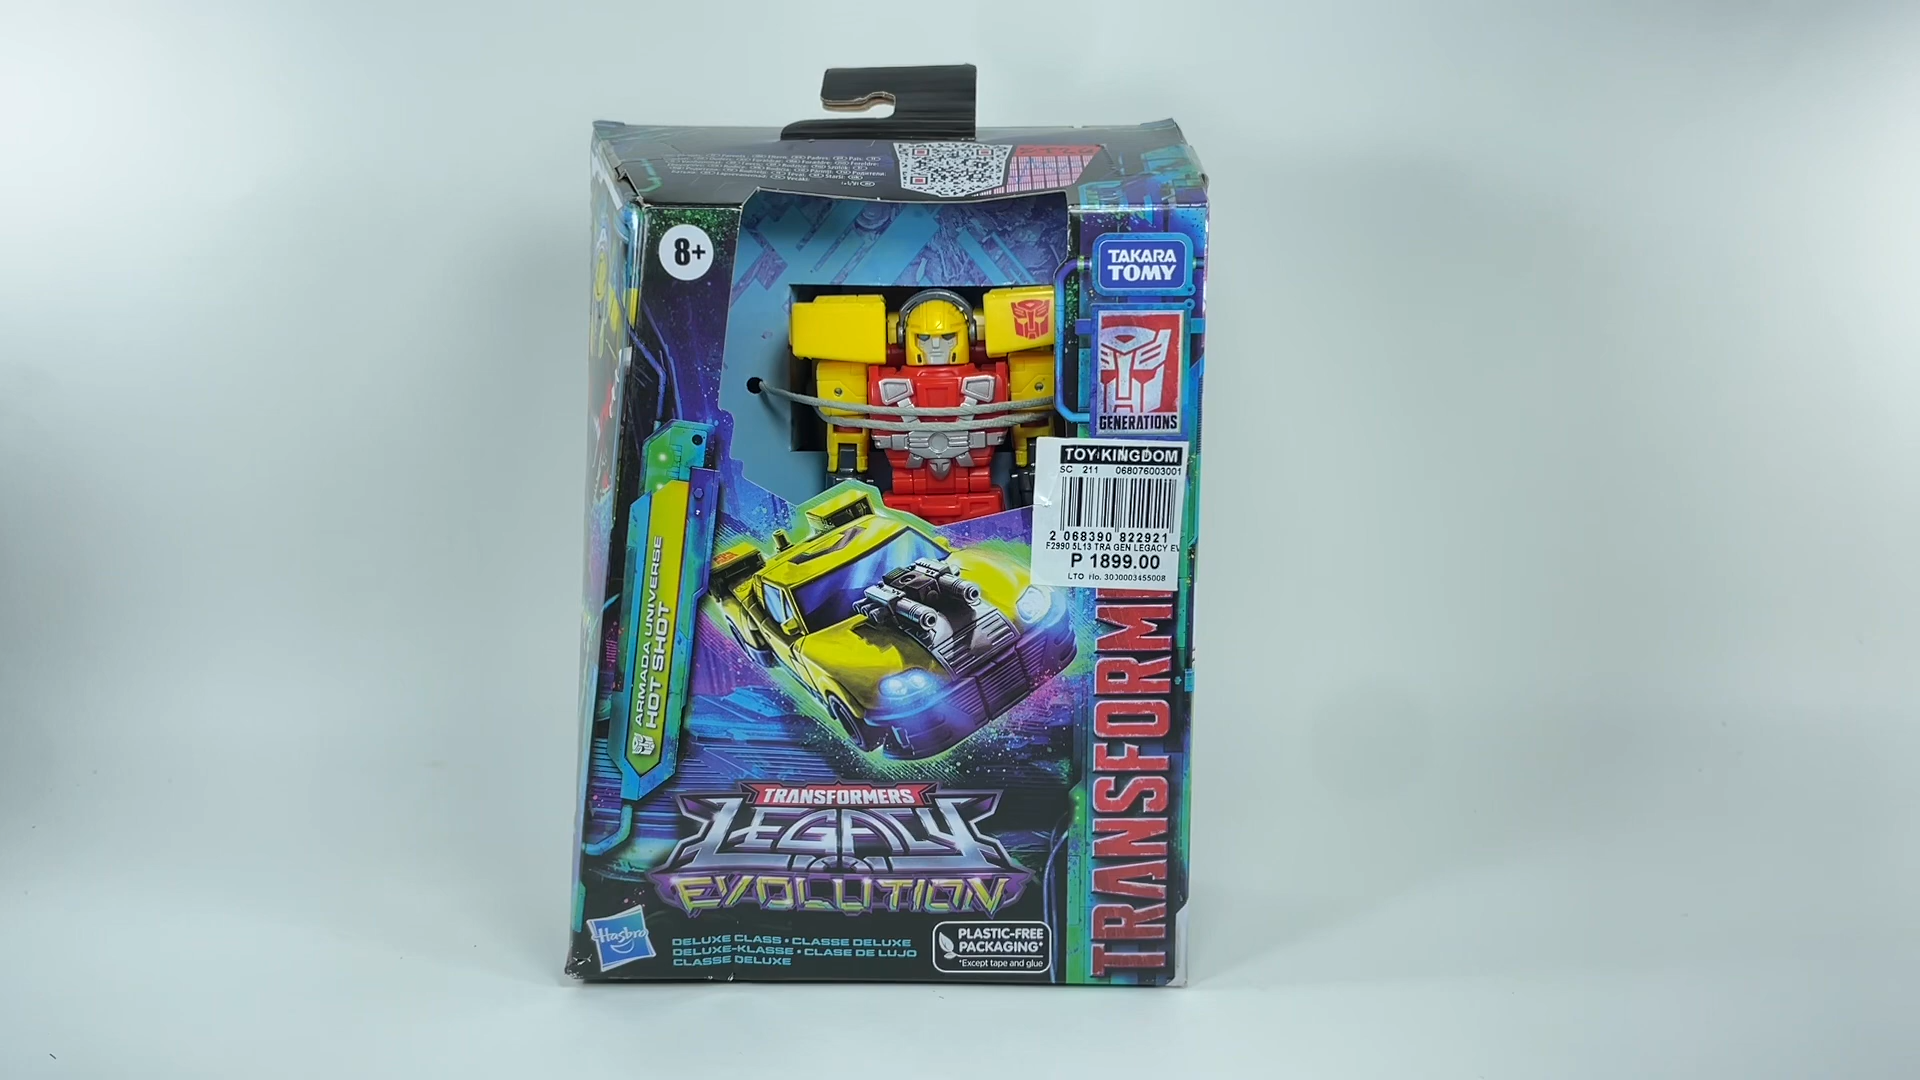 8+
TAKARA
TOMY
GENERATIONS
TOY KINGDOM
SC 211 068076003001
2 068390 822921
F2990 5L13 TRA GEN LEGACY EV
P 1899.00
LTO No. 3000003455008
ARMADA UNIVERSE
HOT SHOT
TRANSFORMERS
LEGACY
EVOLUTION
Hasbro
DELUXE CLASS • CLASSE DELUXE
DELUXE-KLASSE • CLASE DE LUJO
CLASSE DELUXE
PLASTIC-FREE
PACKAGING*
*Except tape and glue